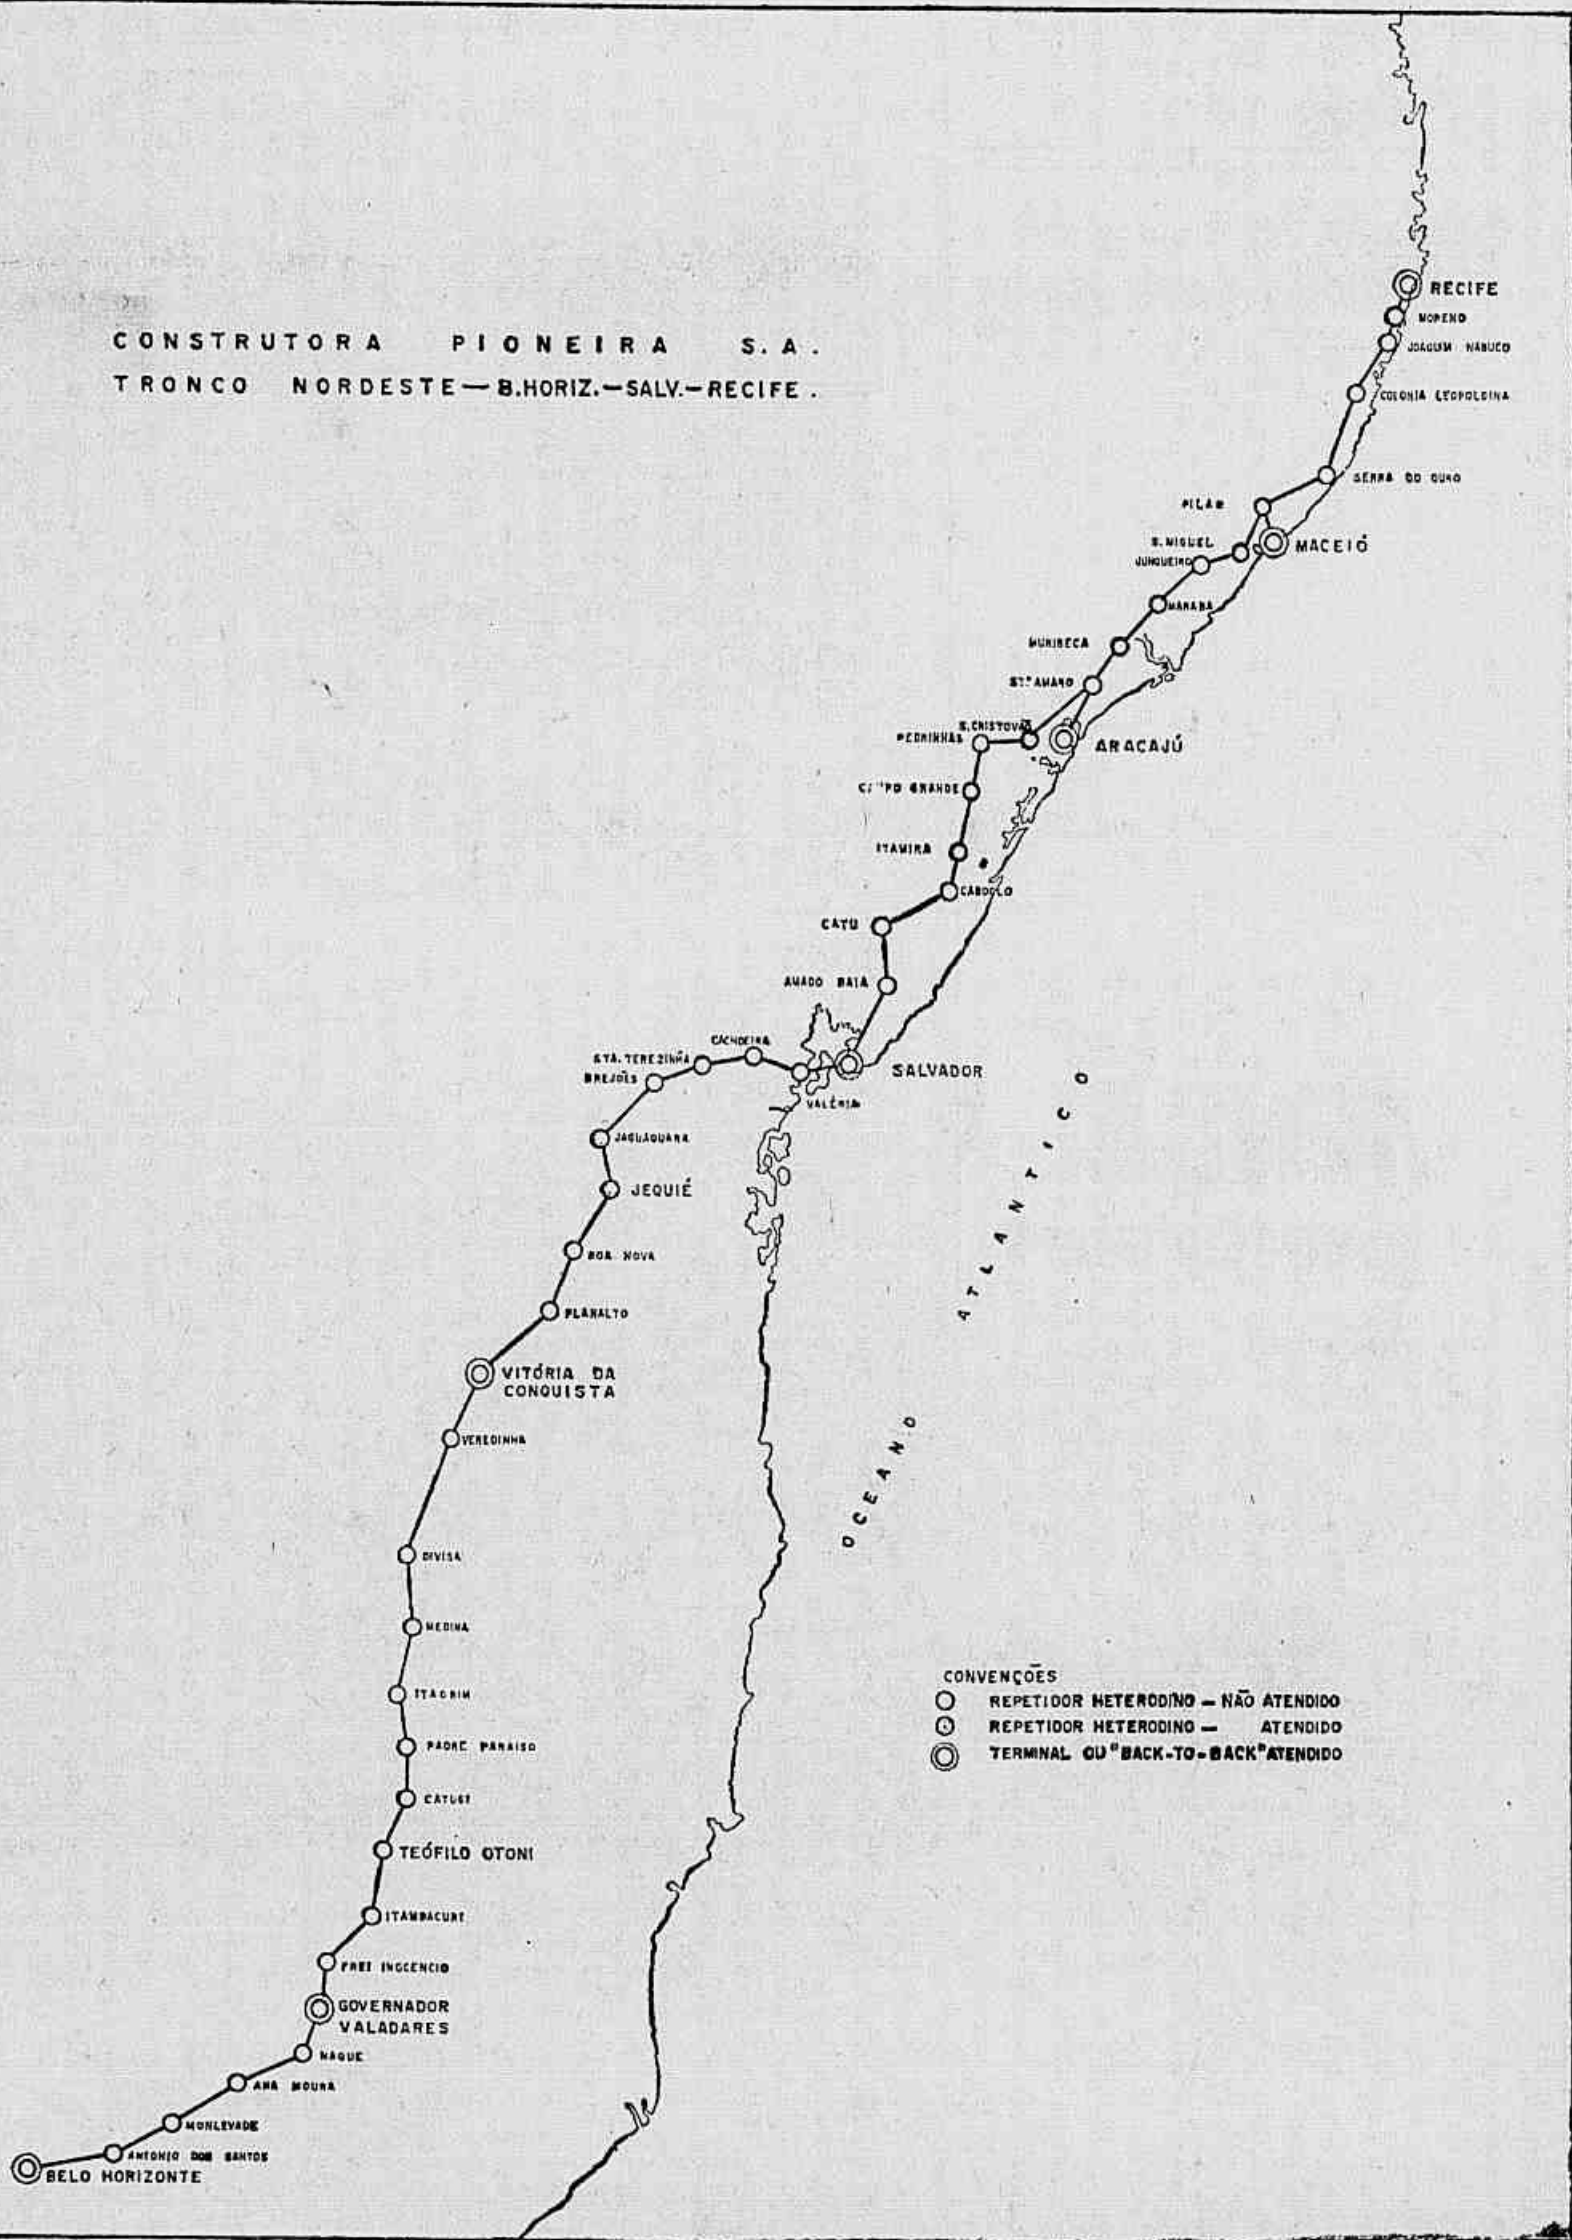 CONSTRUTORA PIONEIRA S.A.
TRONCO NORDESTE—B.HORIZ.—SALV.—RECIFE.
RECIFE
MORENO
JOAQUIM NABUCO
COLONIA LEOPOLDINA
SERRA DO OURO
PILAR
MACEIÓ
S. MIGUEL
JUNQUEIRO
MARABA
MURIBECA
STº AMARO
S. CRISTOVÃO
PEDRINHAS
ARACAJÚ
GRANDE
ITAMIRA
CABOCLO
CATU
AMADO BAIA
CACHOEIRA
STA. TEREZINHA
BREJÕES
SALVADOR
VALÉRIA
JAGUAQUARA
JEQUIÉ
BOA NOVA
PLANALTO
VITÓRIA DA
CONQUISTA
VEREDINHA
DIVISA
MEDINA
ITAOBIM
PADRE PARAISO
CATUGI
TEÓFILO OTONI
ITAMBACURI
FREI INOCENCIO
GOVERNADOR
VALADARES
NAQUE
ANA MOURA
MONLEVADE
ANTONIO DOS SANTOS
BELO HORIZONTE
OCEANO ATLANTICO
CONVENÇÕES
REPETIDOR HETERODINO — NÃO ATENDIDO
REPETIDOR HETERODINO — ATENDIDO
TERMINAL OU "BACK-TO-BACK" ATENDIDO